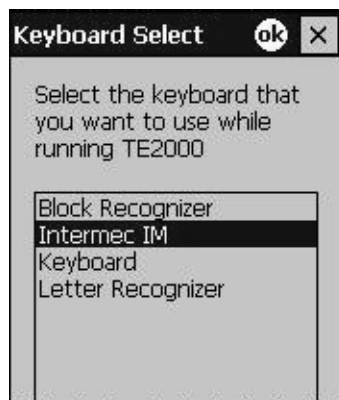 Keyboard Select ok ×
Select the keyboard that
you want to use while
running TE2000
Block Recognizer
Intermec IM
Keyboard
Letter Recognizer